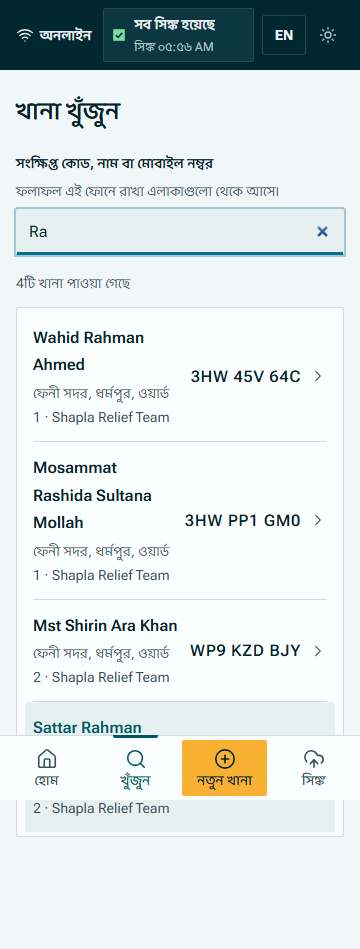 অনলাইন
সব সিঙ্ক হয়েছে
সিঙ্ক ০৫:৫৬ AM
EN
খানা খুঁজুন
সংক্ষিপ্ত কোড, নাম বা মোবাইল নম্বর
ফলাফল এই ফোনে রাখা এলাকাগুলো থেকে আসে।
Ra
4টি খানা পাওয়া গেছে
Wahid Rahman
Ahmed
3HW 45V 64C
ফেনী সদর, ধর্মপুর, ওয়ার্ড
1 · Shapla Relief Team
Mosammat
Rashida Sultana
Mollah
3HW PP1 GM0
ফেনী সদর, ধর্মপুর, ওয়ার্ড
1 · Shapla Relief Team
Mst Shirin Ara Khan
ফেনী সদর, ধর্মপুর, ওয়ার্ড
WP9 KZD BJY
2 · Shapla Relief Team
Sattar Rahman
হোম
খুঁজুন
নতুন খানা
সিঙ্ক
2 · Shapla Relief Team